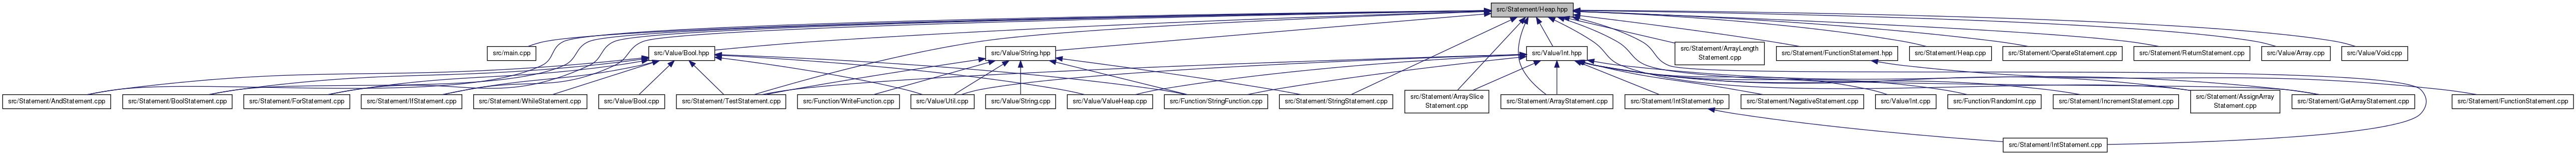 src/Statement/Heap.hpp
src/main.cpp
src/Value/Bool.hpp
src/Value/String.hpp
src/Value/Int.hpp
src/Statement/ArrayLength
Statement.cpp
src/Statement/FunctionStatement.hpp
src/Statement/Heap.cpp
src/Statement/OperateStatement.cpp
src/Statement/ReturnStatement.cpp
src/Value/Array.cpp
src/Value/Void.cpp
src/Statement/AndStatement.cpp
src/Statement/BoolStatement.cpp
src/Statement/ForStatement.cpp
src/Statement/IfStatement.cpp
src/Statement/WhileStatement.cpp
src/Value/Bool.cpp
src/Statement/TestStatement.cpp
src/Function/WriteFunction.cpp
src/Value/Util.cpp
src/Value/String.cpp
src/Value/ValueHeap.cpp
src/Function/StringFunction.cpp
src/Statement/StringStatement.cpp
src/Statement/ArraySlice
Statement.cpp
src/Statement/ArrayStatement.cpp
src/Statement/IntStatement.hpp
src/Statement/NegativeStatement.cpp
src/Value/Int.cpp
src/Function/RandomInt.cpp
src/Statement/IncrementStatement.cpp
src/Statement/AssignArray
Statement.cpp
src/Statement/GetArrayStatement.cpp
src/Statement/FunctionStatement.cpp
src/Statement/IntStatement.cpp